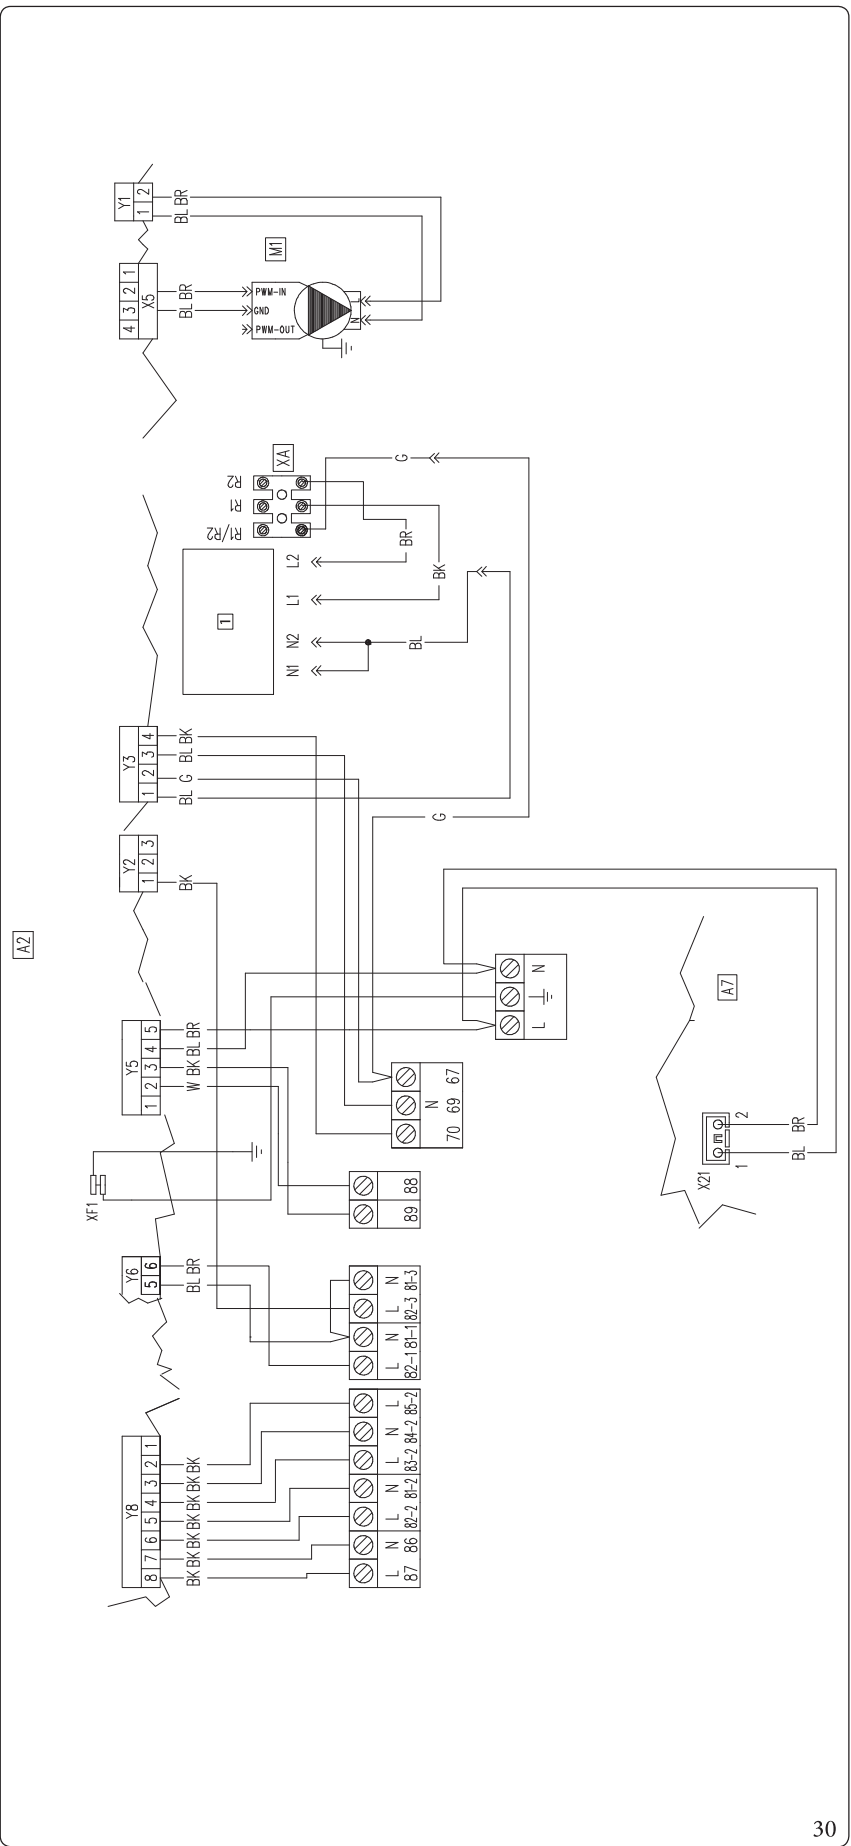 A2
Y1
1 2
BL BR
M1
X5
4 3 2 1
BL BR
PWM-IN
GND
PWM-OUT
L
N
XA
R2
R1
R1/R2
G
BR
BK
L2
L1
N2
N1
BL
1
Y3
1 2 3 4
BL G BL BK
G
Y2
1 2 3
BK
Y5
1 2 3 4 5
W BK BL BR
L N
A7
N
70 69 67
X21
1 2
BL BR
XF1
89 88
Y6
5 6
BL BR
L N L N
82-1 81-1 82-3 81-3
Y8
8 7 6 5 4 3 2 1
BK BK BK BK BK BK BK
L N L N L N L
87 86 82-2 81-2 83-2 84-2 85-2
30